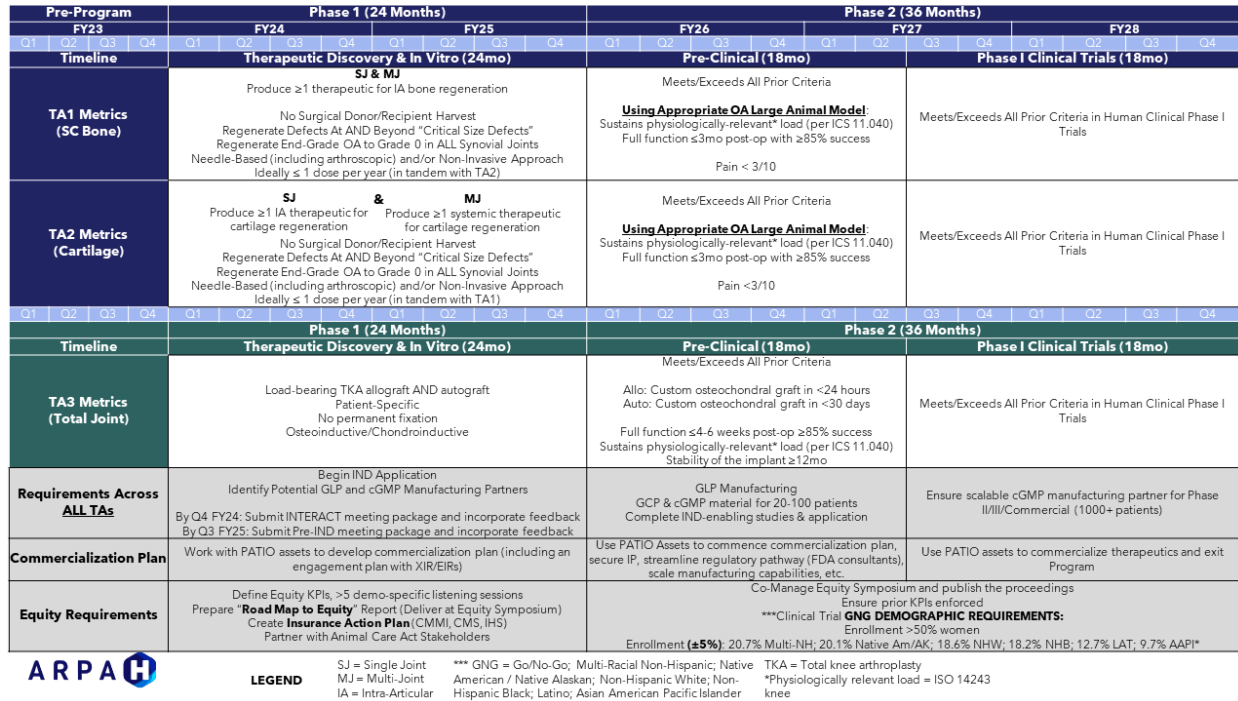 Pre-Program Phase 1 (24 Months) Phase 2 (36 Months)
FY23 FY24 FY25 FY26 FY27 FY28
Q1 Q2 Q3 Q4 Q1 Q2 Q3 Q4 Q1 Q2 Q3 Q4 Q1 Q2 Q3 Q4 Q1 Q2 Q3 Q4 Q1 Q2 Q3 Q4
Timeline Therapeutic Discovery & In Vitro (24mo) Pre-Clinical (18mo) Phase I Clinical Trials (18mo)
TA1 Metrics
(SC Bone)
SJ & MJ
Produce ≥1 therapeutic for IA bone regeneration
No Surgical Donor/Recipient Harvest
Regenerate Defects At AND Beyond “Critical Size Defects”
Regenerate End-Grade OA to Grade 0 in ALL Synovial Joints
Needle-Based (including arthroscopic) and/or Non-Invasive Approach
Ideally ≤ 1 dose per year (in tandem with TA2)
Meets/Exceeds All Prior Criteria
Using Appropriate OA Large Animal Model:
Sustains physiologically-relevant* load (per ICS 11.040)
Full function ≤3mo post-op with ≥85% success
Pain < 3/10
Meets/Exceeds All Prior Criteria in Human Clinical Phase I
Trials
TA2 Metrics
(Cartilage)
SJ & MJ
Produce ≥1 IA therapeutic for Produce ≥1 systemic therapeutic
cartilage regeneration for cartilage regeneration
No Surgical Donor/Recipient Harvest
Regenerate Defects At AND Beyond “Critical Size Defects”
Regenerate End-Grade OA to Grade 0 in ALL Synovial Joints
Needle-Based (including arthroscopic) and/or Non-Invasive Approach
Ideally ≤ 1 dose per year (in tandem with TA1)
Meets/Exceeds All Prior Criteria
Using Appropriate OA Large Animal Model:
Sustains physiologically-relevant* load (per ICS 11.040)
Full function ≤3mo post-op with ≥85% success
Pain <3/10
Meets/Exceeds All Prior Criteria in Human Clinical Phase I
Trials
Q1 Q2 Q3 Q4 Q1 Q2 Q3 Q4 Q1 Q2 Q3 Q4 Q1 Q2 Q3 Q4 Q1 Q2 Q3 Q4 Q1 Q2 Q3 Q4
Phase 1 (24 Months) Phase 2 (36 Months)
Timeline Therapeutic Discovery & In Vitro (24mo) Pre-Clinical (18mo) Phase I Clinical Trials (18mo)
TA3 Metrics
(Total Joint)
Load-bearing TKA allograft AND autograft
Patient-Specific
No permanent fixation
Osteoinductive/Chondroinductive
Meets/Exceeds All Prior Criteria
Allo: Custom osteochondral graft in <24 hours
Auto: Custom osteochondral graft in <30 days
Full function ≤4-6 weeks post-op ≥85% success
Sustains physiologically-relevant* load (per ICS 11.040)
Stability of the implant ≥12mo
Meets/Exceeds All Prior Criteria in Human Clinical Phase I
Trials
Requirements Across
ALL TAs
Begin IND Application
Identify Potential GLP and cGMP Manufacturing Partners
By Q4 FY24: Submit INTERACT meeting package and incorporate feedback
By Q3 FY25: Submit Pre-IND meeting package and incorporate feedback
GLP Manufacturing
GCP & cGMP material for 20-100 patients
Complete IND-enabling studies & application
Ensure scalable cGMP manufacturing partner for Phase
II/III/Commercial (1000+ patients)
Commercialization Plan
Work with PATIO assets to develop commercialization plan (including an
engagement plan with XIR/EIRs)
Use PATIO Assets to commence commercialization plan,
secure IP, streamline regulatory pathway (FDA consultants),
scale manufacturing capabilities, etc.
Use PATIO assets to commercialize therapeutics and exit
Program
Equity Requirements
Define Equity KPIs, >5 demo-specific listening sessions
Prepare “Road Map to Equity” Report (Deliver at Equity Symposium)
Create Insurance Action Plan (CMMI, CMS, IHS)
Partner with Animal Care Act Stakeholders
Co-Manage Equity Symposium and publish the proceedings
Ensure prior KPIs enforced
***Clinical Trial GNG DEMOGRAPHIC REQUIREMENTS:
Enrollment >50% women
Enrollment (±5%): 20.7% Multi-NH; 20.1% Native Am/AK; 18.6% NHW; 18.2% NHB; 12.7% LAT; 9.7% AAPI*
ARPA H
LEGEND
SJ = Single Joint
MJ = Multi-Joint
IA = Intra-Articular
*** GNG = Go/No-Go; Multi-Racial Non-Hispanic; Native
American / Native Alaskan; Non-Hispanic White; Non-
Hispanic Black; Latino; Asian American Pacific Islander
TKA = Total knee arthroplasty
*Physiologically relevant load = ISO 14243
knee